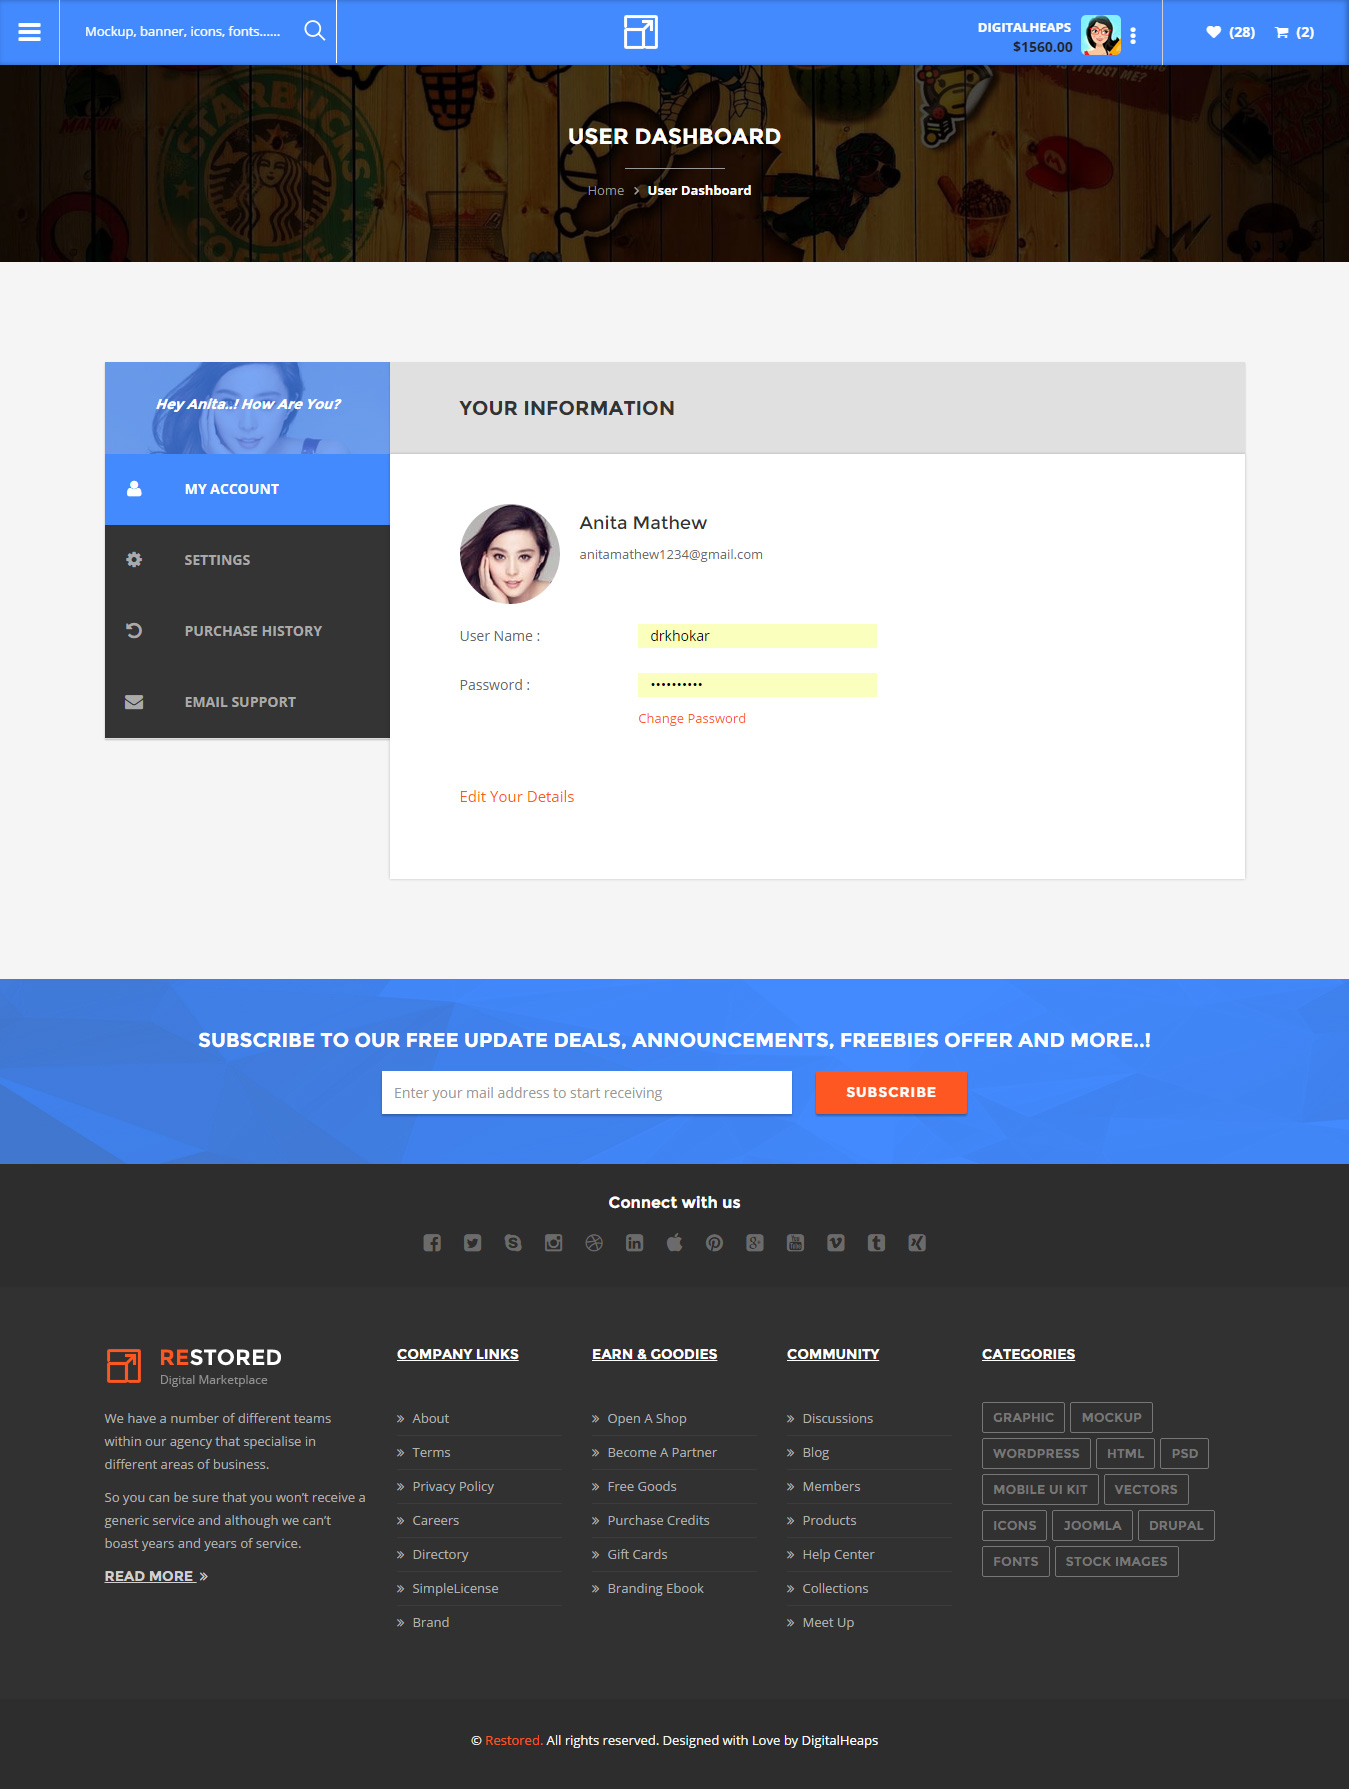 Mockup, banner, icons, fonts......
DIGITALHEAPS
$1560.00
(28)
(2)
STARBUCKS
COFFEE
MARVIN
IS IT JUST ME?
USER DASHBOARD
Home
User Dashboard
Hey Anita..! How Are You?
MY ACCOUNT
SETTINGS
PURCHASE HISTORY
EMAIL SUPPORT
YOUR INFORMATION
Anita Mathew
anitamathew1234@gmail.com
User Name :
drkhokar
Password :
••••••••••
Change Password
Edit Your Details
SUBSCRIBE TO OUR FREE UPDATE DEALS, ANNOUNCEMENTS, FREEBIES OFFER AND MORE..!
Enter your mail address to start receiving
SUBSCRIBE
Connect with us
RESTORED
Digital Marketplace
We have a number of different teams
within our agency that specialise in
different areas of business.
So you can be sure that you won't receive a
generic service and although we can't
boast years and years of service.
READ MORE »
COMPANY LINKS
» About
» Terms
» Privacy Policy
» Careers
» Directory
» SimpleLicense
» Brand
EARN & GOODIES
» Open A Shop
» Become A Partner
» Free Goods
» Purchase Credits
» Gift Cards
» Branding Ebook
COMMUNITY
» Discussions
» Blog
» Members
» Products
» Help Center
» Collections
» Meet Up
CATEGORIES
GRAPHIC MOCKUP
WORDPRESS HTML PSD
MOBILE UI KIT VECTORS
ICONS JOOMLA DRUPAL
FONTS STOCK IMAGES
© Restored. All rights reserved. Designed with Love by DigitalHeaps